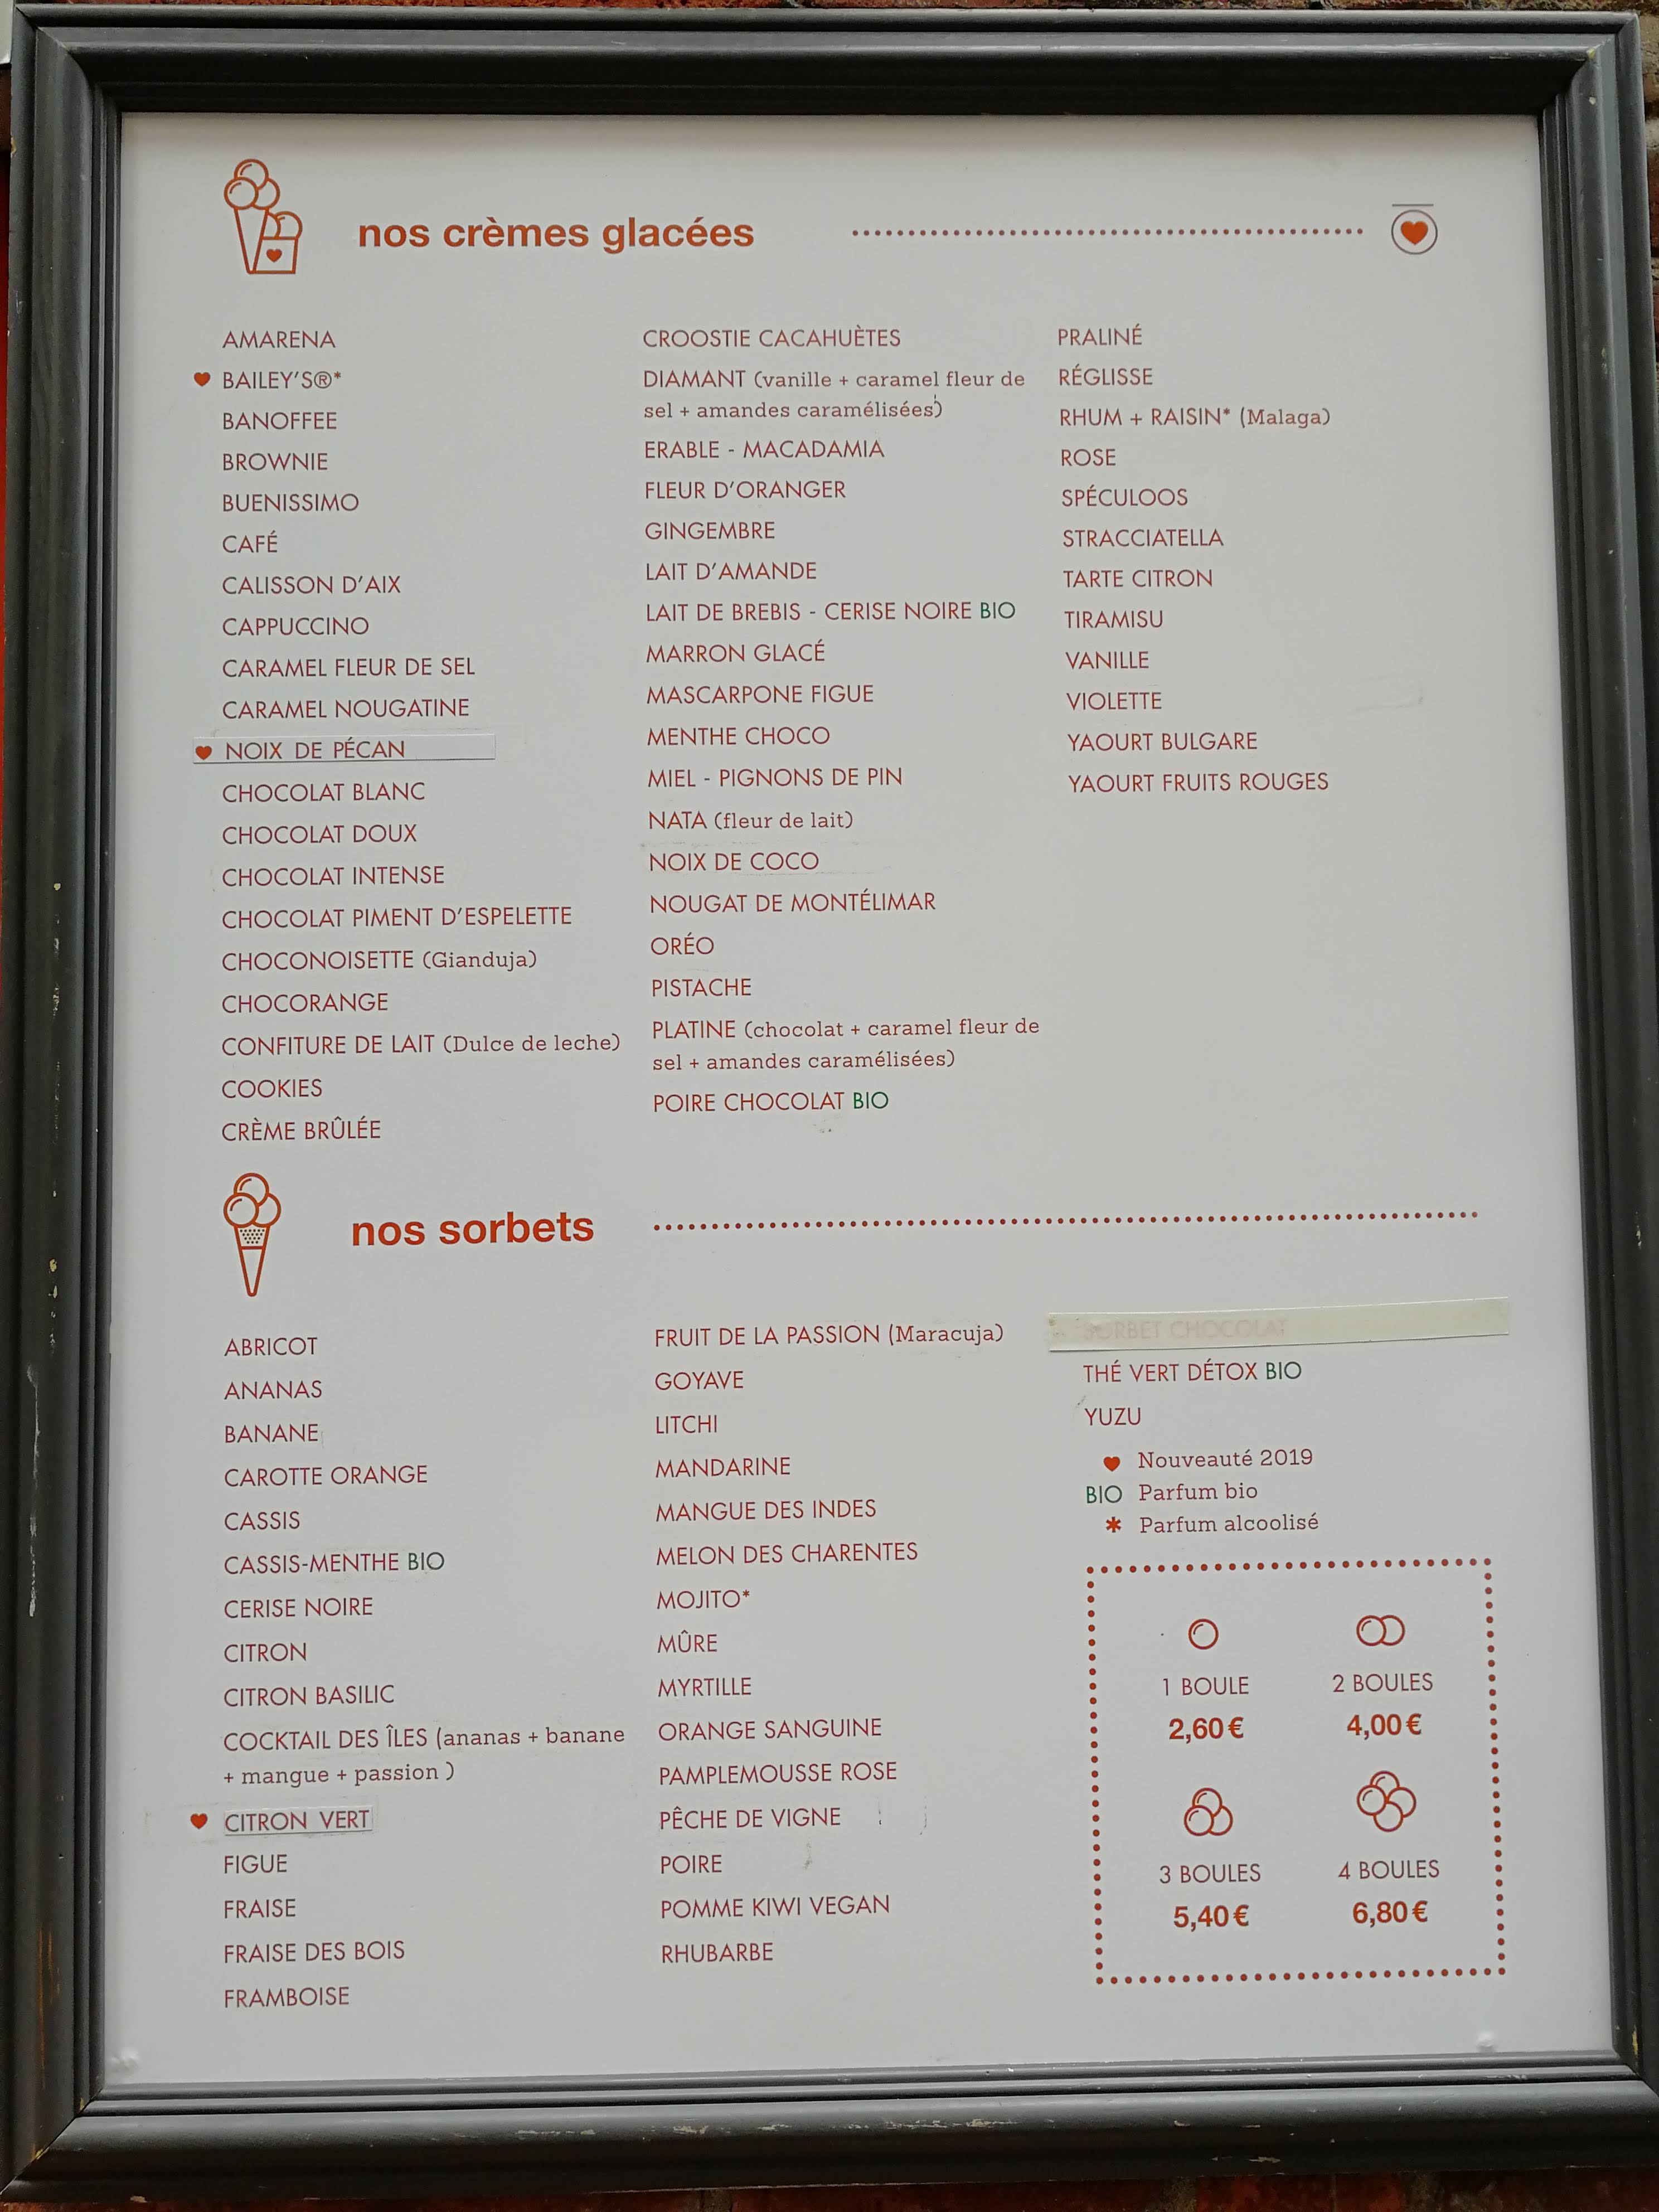 nos crèmes glacées
AMARENA
BAILEY'S®*
BANOFFEE
BROWNIE
BUENISSIMO
CAFÉ
CALISSON D'AIX
CAPPUCCINO
CARAMEL FLEUR DE SEL
CARAMEL NOUGATINE
NOIX DE PÉCAN
CHOCOLAT BLANC
CHOCOLAT DOUX
CHOCOLAT INTENSE
CHOCOLAT PIMENT D'ESPELETTE
CHOCONOISETTE (Gianduja)
CHOCORANGE
CONFITURE DE LAIT (Dulce de leche)
COOKIES
CRÈME BRÛLÉE
CROOSTIE CACAHUÈTES
DIAMANT (vanille + caramel fleur de
sel + amandes caramélisées)
ERABLE - MACADAMIA
FLEUR D'ORANGER
GINGEMBRE
LAIT D'AMANDE
LAIT DE BREBIS - CERISE NOIRE BIO
MARRON GLACÉ
MASCARPONE FIGUE
MENTHE CHOCO
MIEL - PIGNONS DE PIN
NATA (fleur de lait)
NOIX DE COCO
NOUGAT DE MONTÉLIMAR
ORÉO
PISTACHE
PLATINE (chocolat + caramel fleur de
sel + amandes caramélisées)
POIRE CHOCOLAT BIO
PRALINÉ
RÉGLISSE
RHUM + RAISIN* (Malaga)
ROSE
SPÉCULOOS
STRACCIATELLA
TARTE CITRON
TIRAMISU
VANILLE
VIOLETTE
YAOURT BULGARE
YAOURT FRUITS ROUGES
nos sorbets
ABRICOT
ANANAS
BANANE
CAROTTE ORANGE
CASSIS
CASSIS-MENTHE BIO
CERISE NOIRE
CITRON
CITRON BASILIC
COCKTAIL DES ÎLES (ananas + banane
+ mangue + passion )
CITRON VERT
FIGUE
FRAISE
FRAISE DES BOIS
FRAMBOISE
FRUIT DE LA PASSION (Maracuja)
GOYAVE
LITCHI
MANDARINE
MANGUE DES INDES
MELON DES CHARENTES
MOJITO*
MÛRE
MYRTILLE
ORANGE SANGUINE
PAMPLEMOUSSE ROSE
PÊCHE DE VIGNE
POIRE
POMME KIWI VEGAN
RHUBARBE
SORBET CHOCOLAT
THÉ VERT DÉTOX BIO
YUZU
Nouveauté 2019
BIO Parfum bio
* Parfum alcoolisé
1 BOULE
2,60€
2 BOULES
4,00€
3 BOULES
5,40€
4 BOULES
6,80€